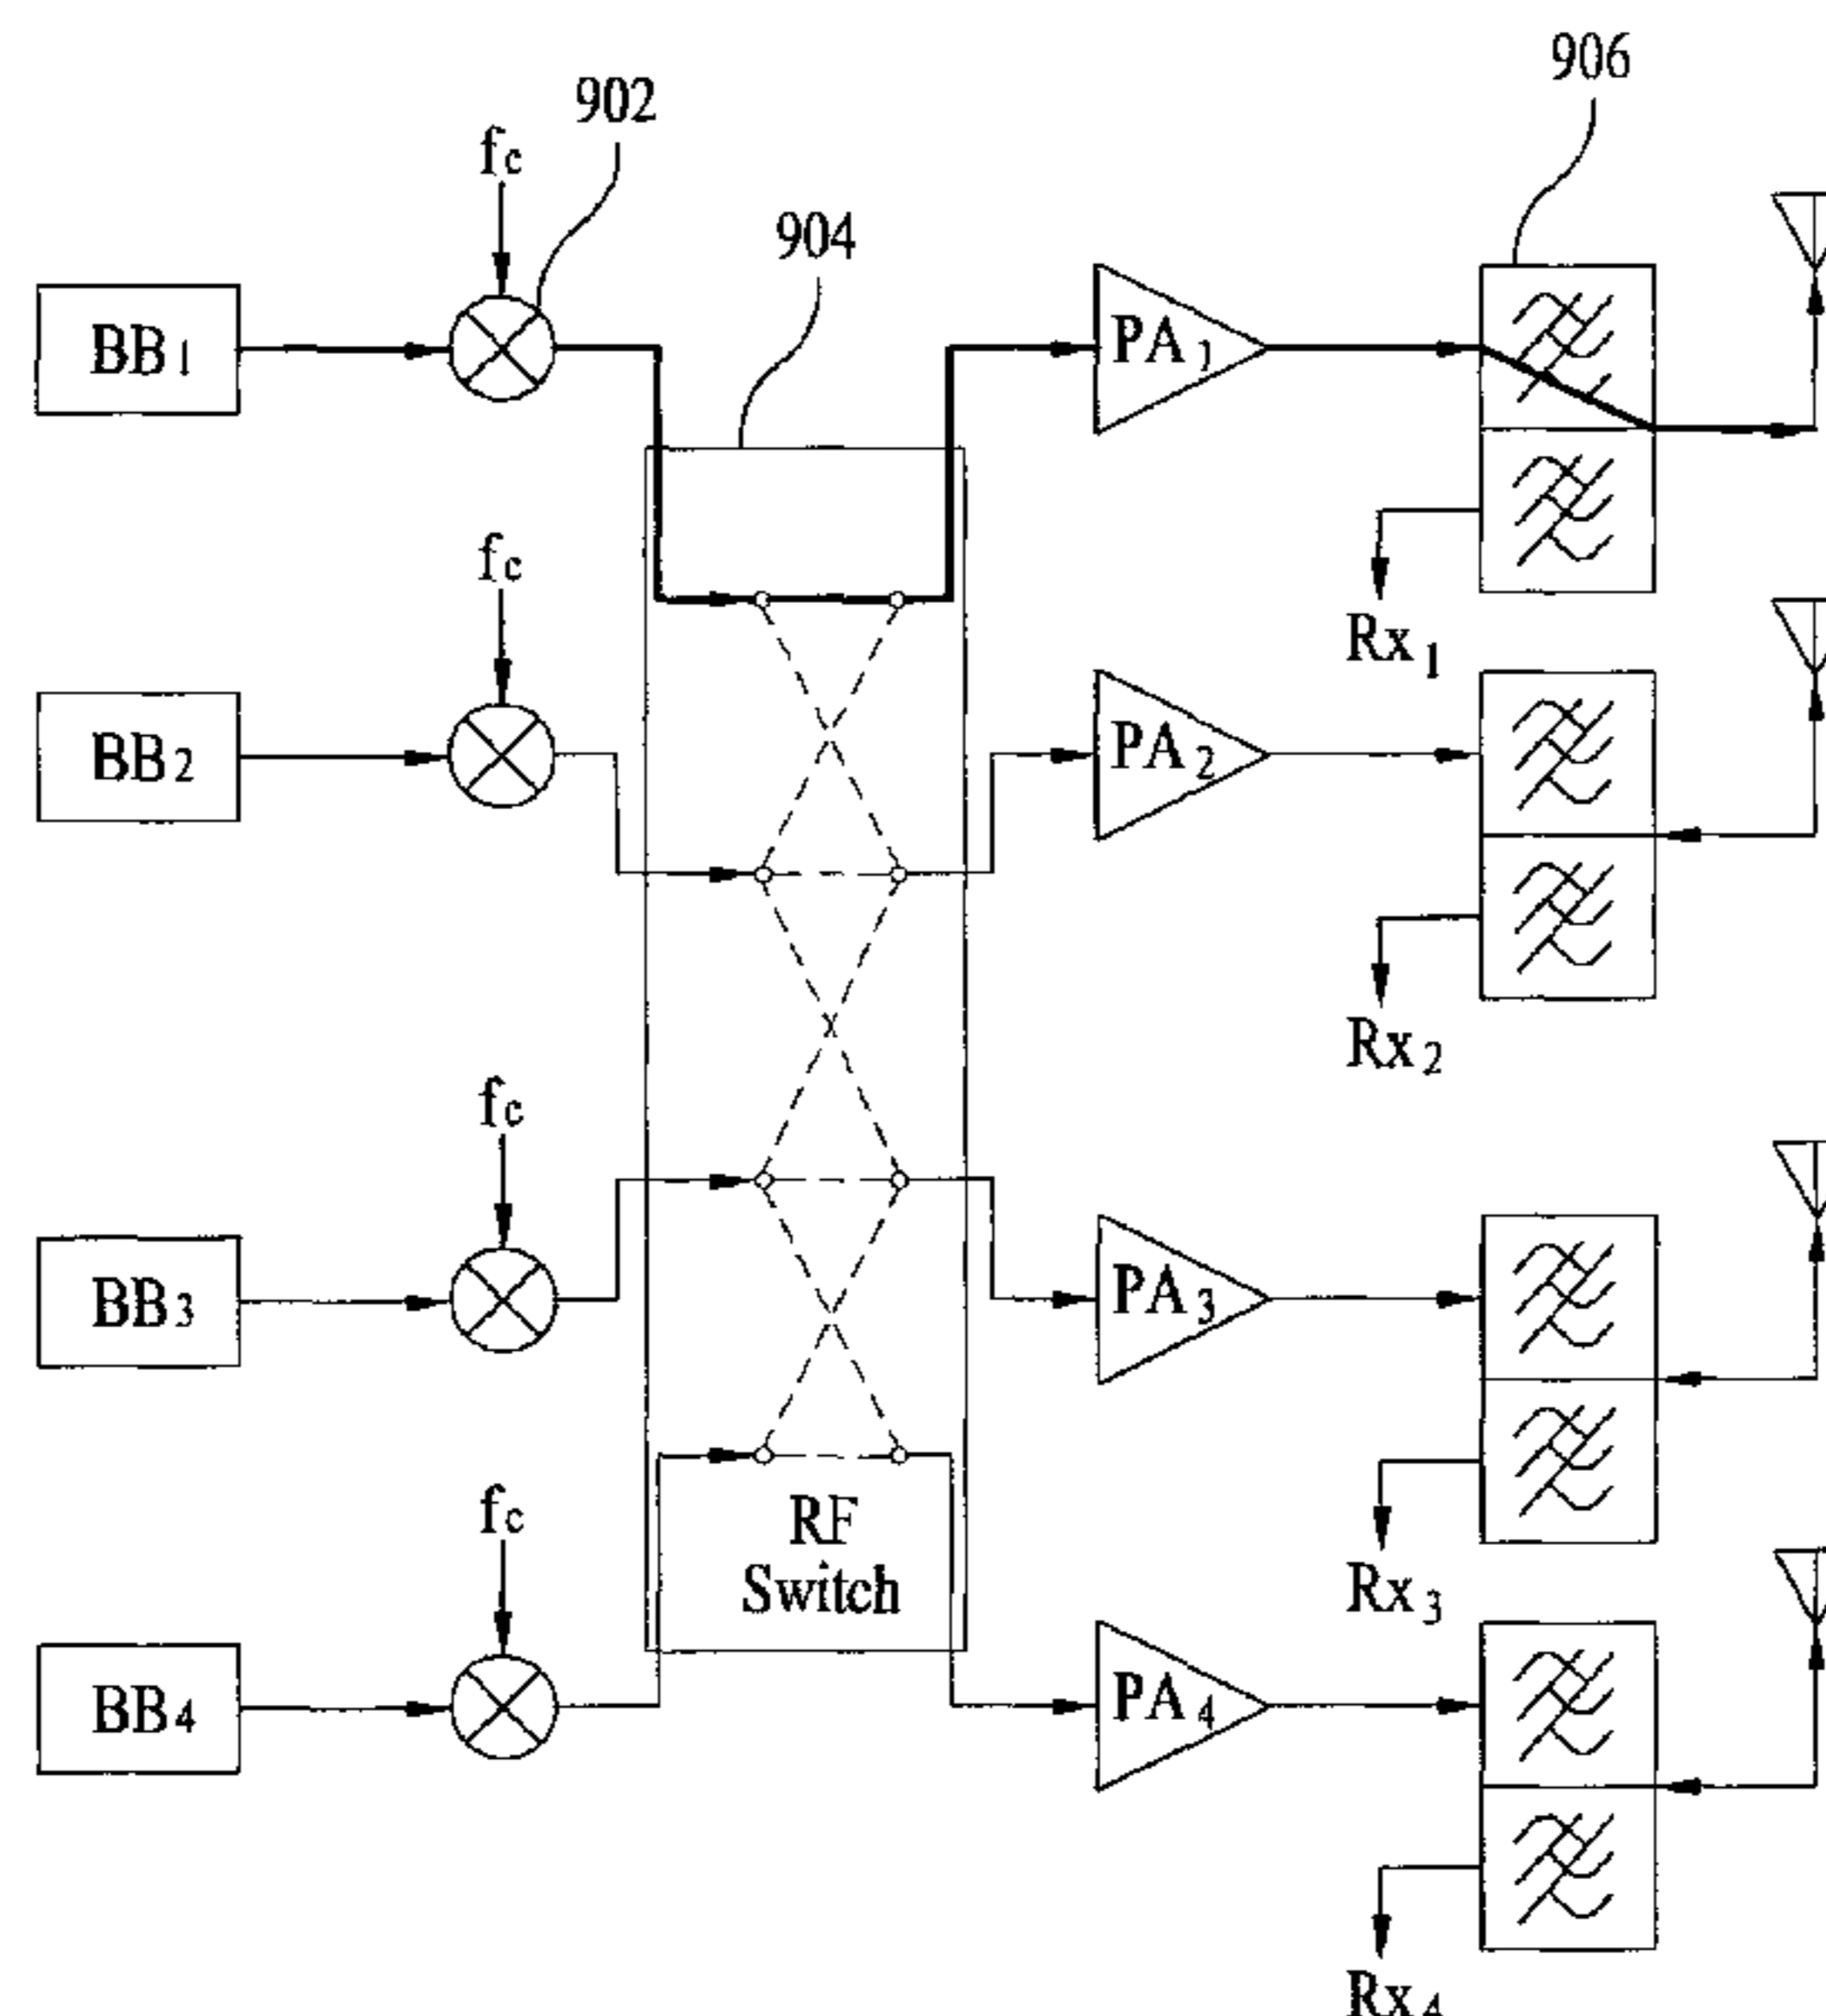 906
902
fc
904
BB1
PA1
fc
Rx1
BB2
PA2
Rx2
fc
BB3
PA3
fc
RF
Switch
Rx3
BB4
PA4
Rx4